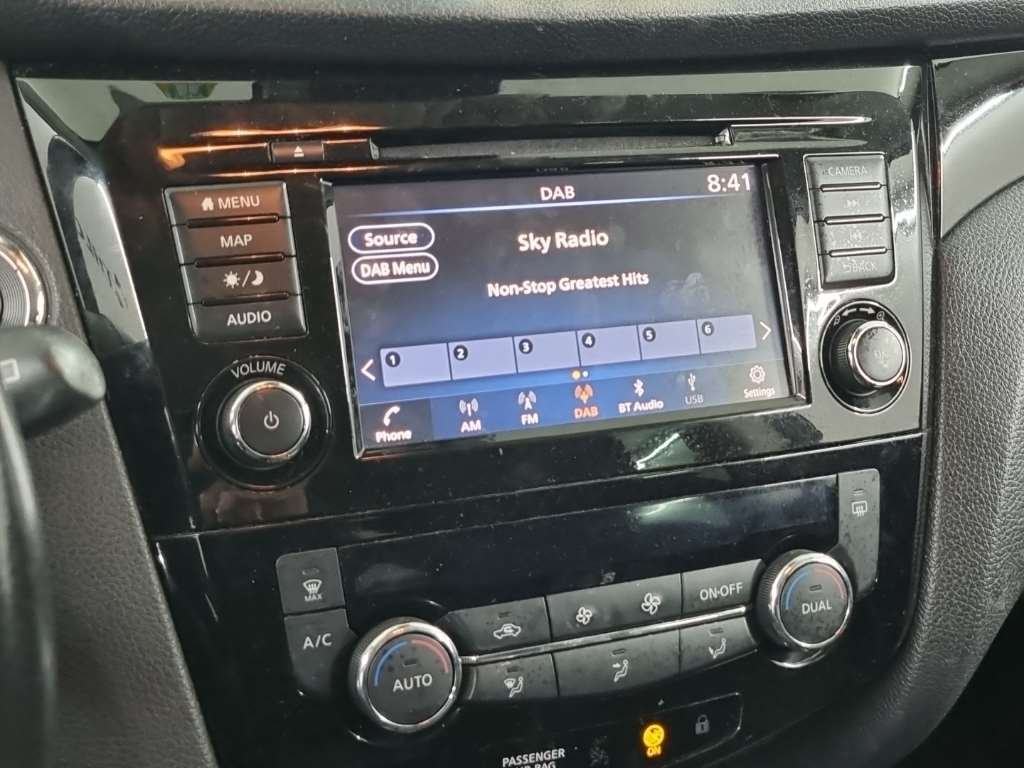 DAB
8:41
MENU
MAP
AUDIO
VOLUME
Source
DAB Menu
Sky Radio
Non-Stop Greatest Hits
1 2 3 4 5 6
Phone
AM
FM
DAB
BT Audio
USB
Settings
CAMERA
BACK
MAX
A/C
AUTO
ON·OFF
DUAL
PASSENGER
AIR BAG
ON